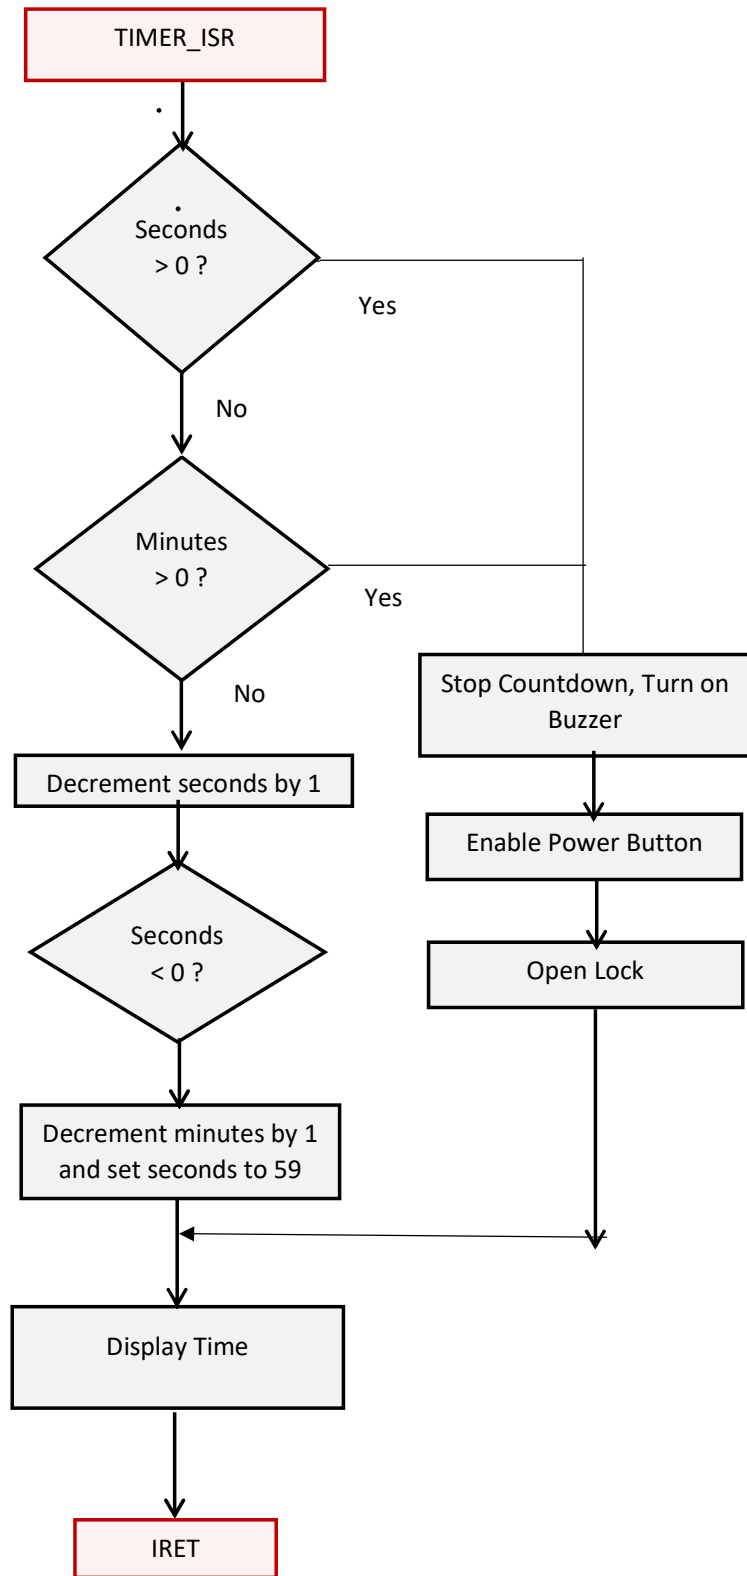 TIMER_ISR
Seconds
> 0 ?
Yes
No
Minutes
> 0 ?
Yes
No
Stop Countdown, Turn on
Buzzer
Decrement seconds by 1
Enable Power Button
Seconds
< 0 ?
Open Lock
Decrement minutes by 1
and set seconds to 59
Display Time
IRET